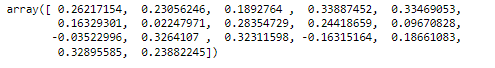 array([ 0.26217154,  0.23056246,  0.1892764 ,  0.33887452,  0.33469053,
        0.16329301,  0.02247971,  0.28354729,  0.24418659,  0.09670828,
       -0.03522996,  0.3264107 ,  0.32311598, -0.16315164,  0.18661083,
        0.32895585,  0.23882245])